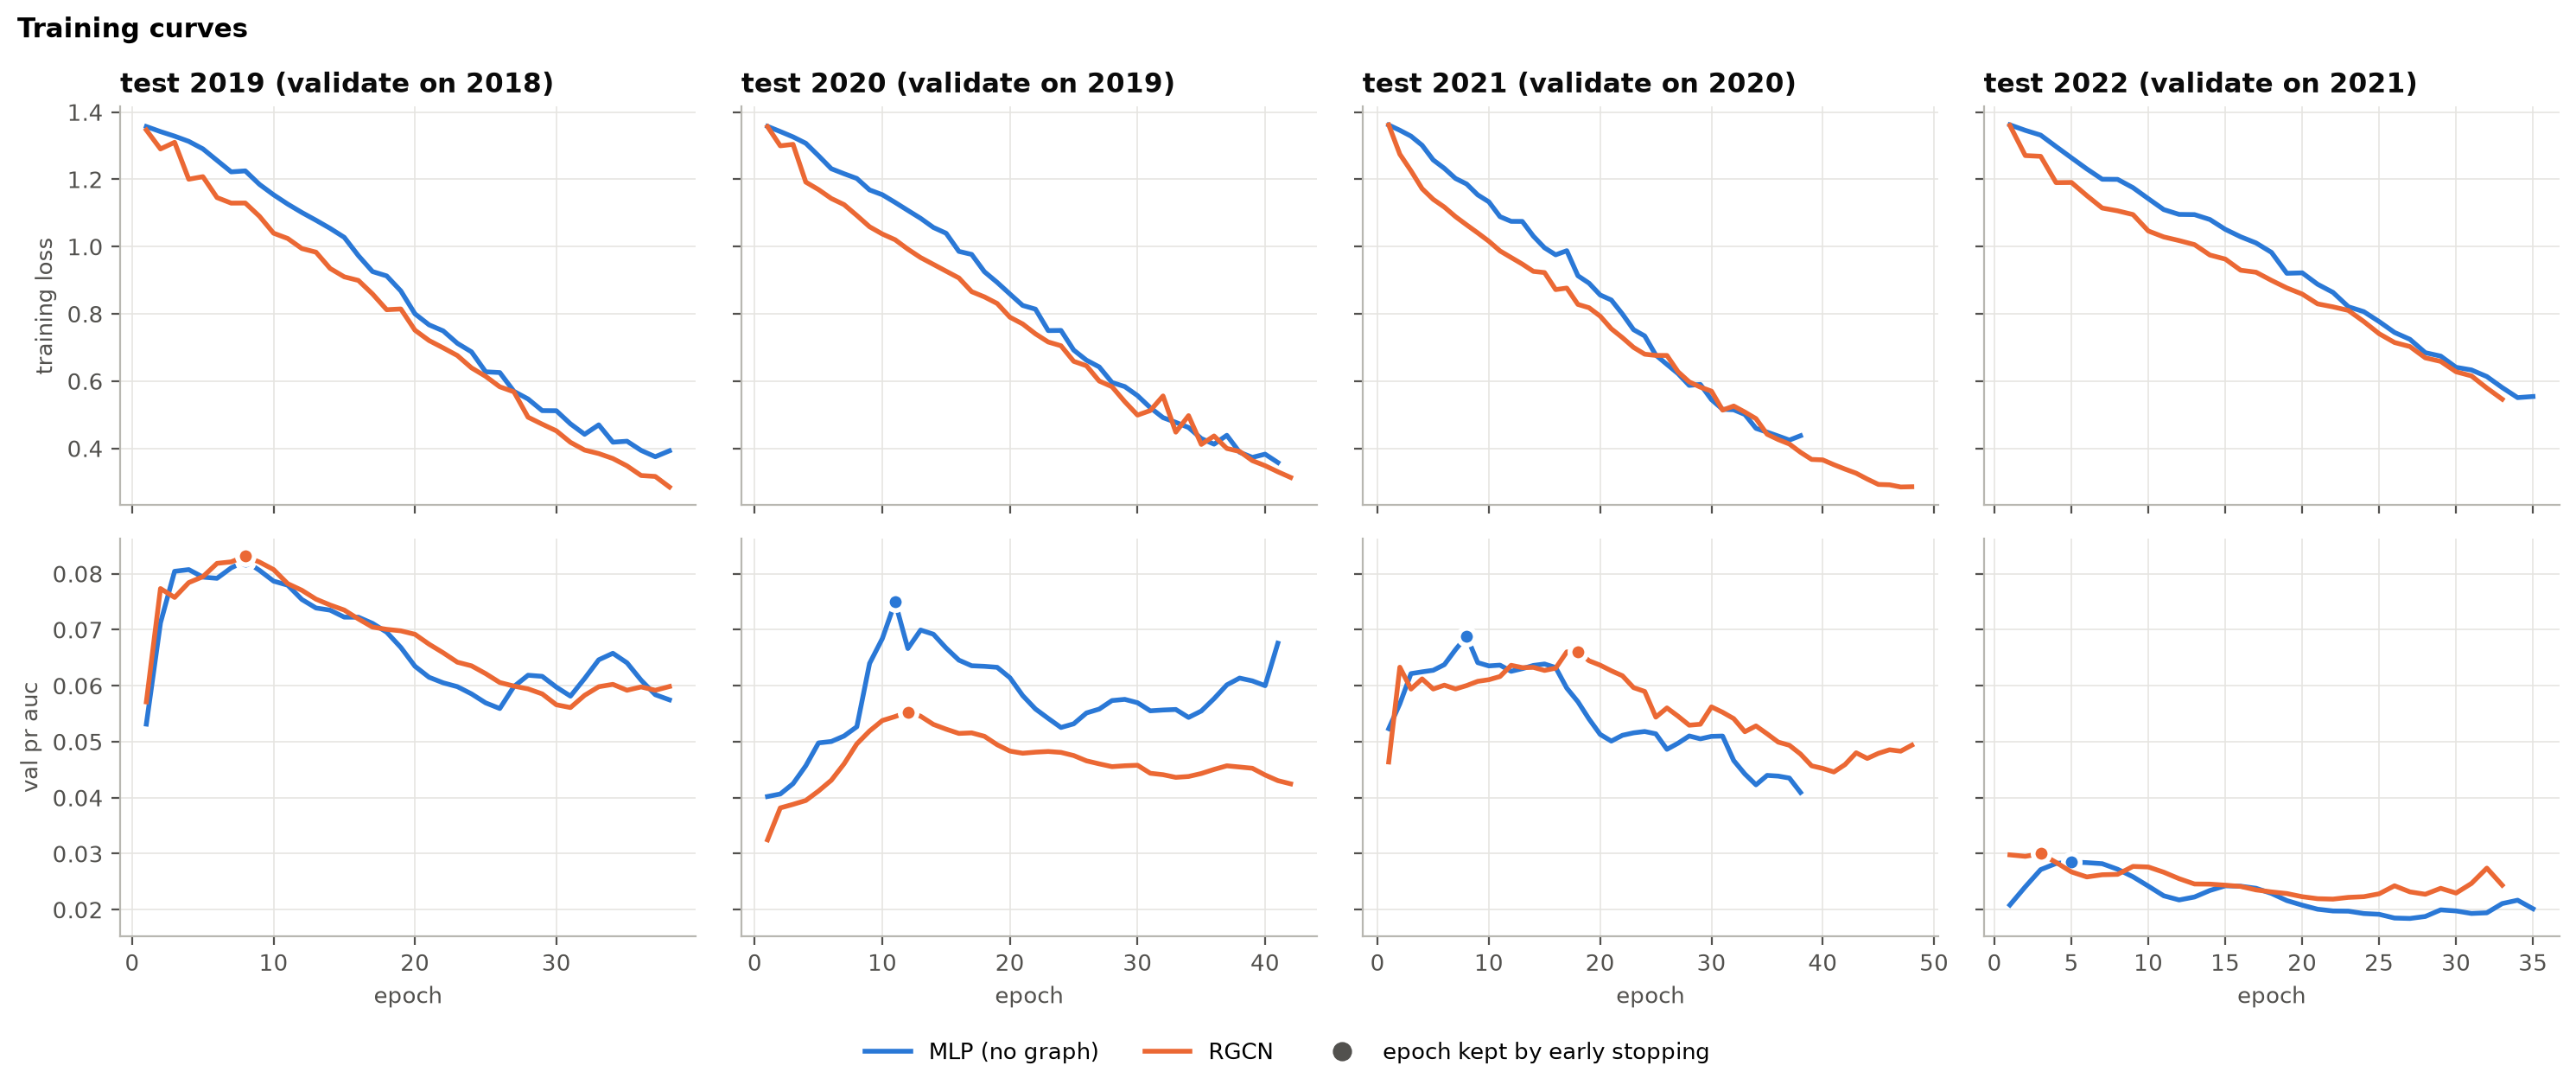 Training curves
test 2019 (validate on 2018)
test 2020 (validate on 2019)
test 2021 (validate on 2020)
test 2022 (validate on 2021)
training loss
1.4
1.2
1.0
0.8
0.6
0.4
val pr auc
0.08
0.07
0.06
0.05
0.04
0.03
0.02
0 10 20 30
0 10 20 30 40
0 10 20 30 40 50
0 5 10 15 20 25 30 35
epoch
epoch
epoch
epoch
MLP (no graph)
RGCN
epoch kept by early stopping